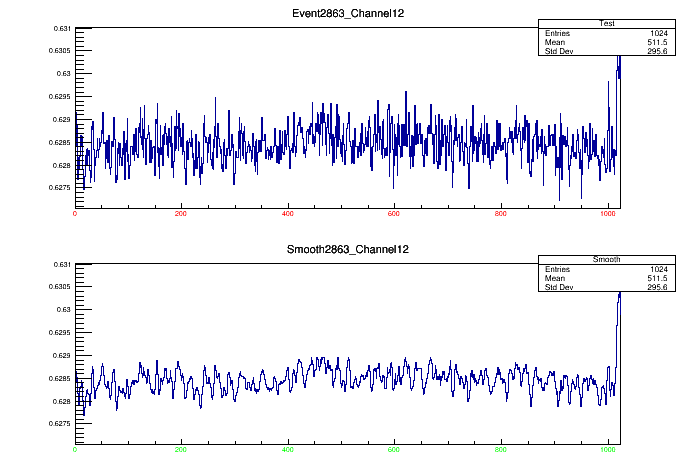 Event2863_Channel12
Test
Entries 1024
Mean 511.5
Std Dev 295.6
0.631
0.6305
0.63
0.6295
0.629
0.6285
0.628
0.6275
0 200 400 600 800 1000
Smooth2863_Channel12
Smooth
Entries 1024
Mean 511.5
Std Dev 295.6
0.631
0.6305
0.63
0.6295
0.629
0.6285
0.628
0.6275
0 200 400 600 800 1000